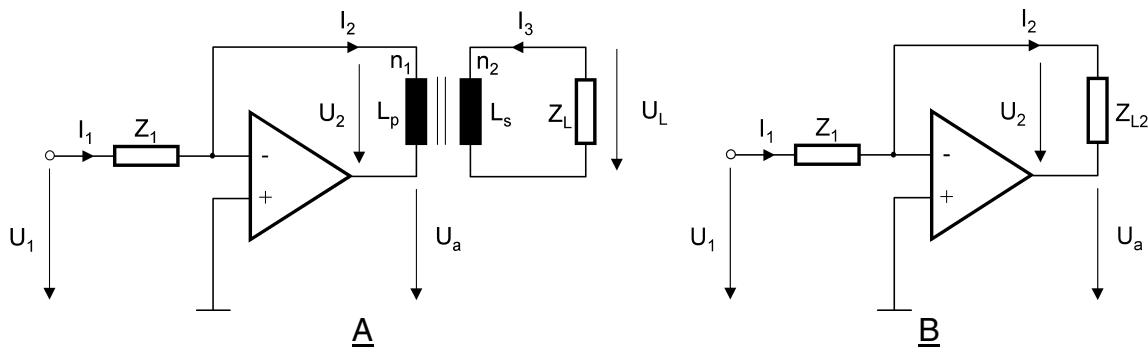 I2
I3
n1
n2
U2
Lp
Ls
ZL
UL
I1
Z1
-
+
U1
Ua
A
I2
U2
ZL2
I1
Z1
-
+
U1
Ua
B